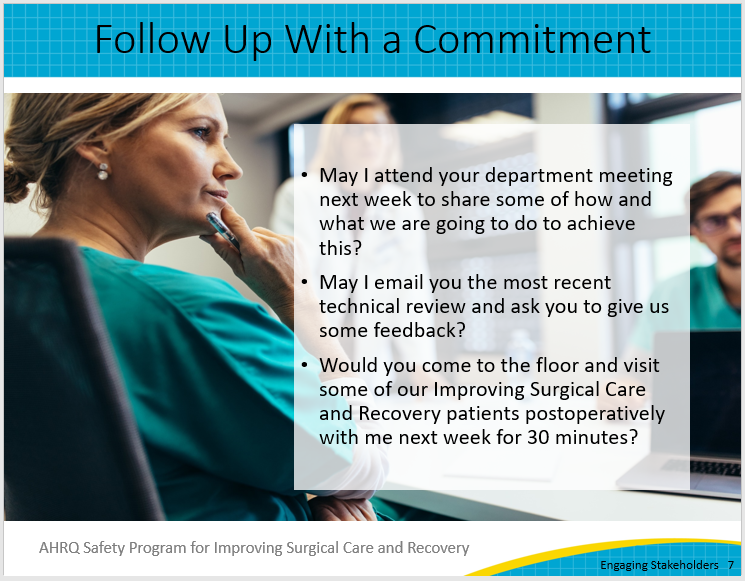 Follow Up With a Commitment
• May I attend your department meeting
next week to share some of how and
what we are going to do to achieve
this?
• May I email you the most recent
technical review and ask you to give us
some feedback?
• Would you come to the floor and visit
some of our Improving Surgical Care
and Recovery patients postoperatively
with me next week for 30 minutes?
AHRQ Safety Program for Improving Surgical Care and Recovery
Engaging Stakeholders 7